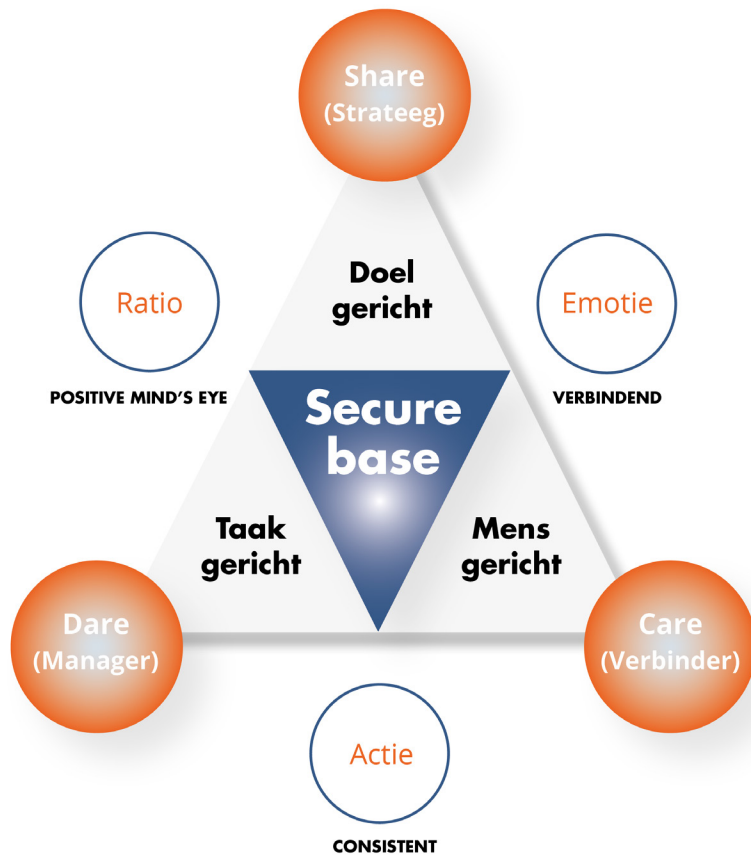 Share
(Strateeg)
Doel
gericht
Ratio
Emotie
POSITIVE MIND'S EYE
VERBINDEND
Secure
base
Taak
gericht
Mens
gericht
Dare
(Manager)
Care
(Verbinder)
Actie
CONSISTENT